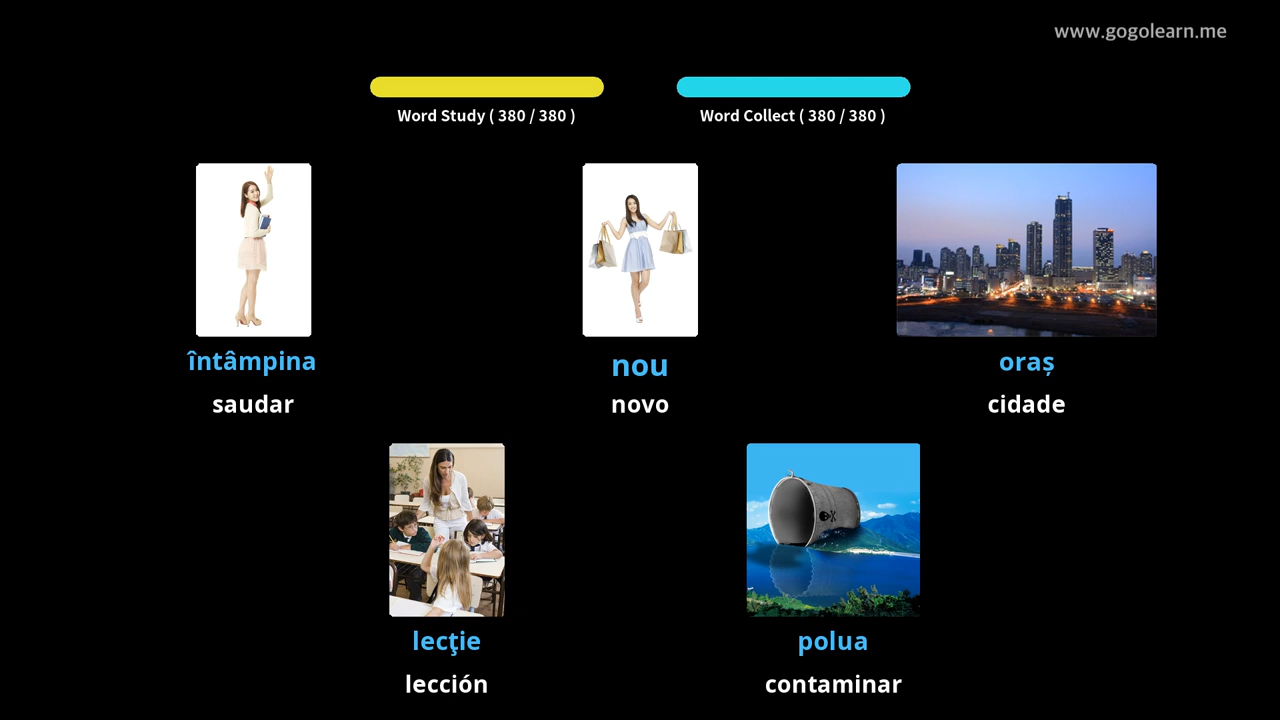 www.gogolearn.me
Word Study ( 380 / 380 )
Word Collect ( 380 / 380 )
întâmpina
nou
oraș
saudar
novo
cidade
lecţie
polua
lección
contaminar